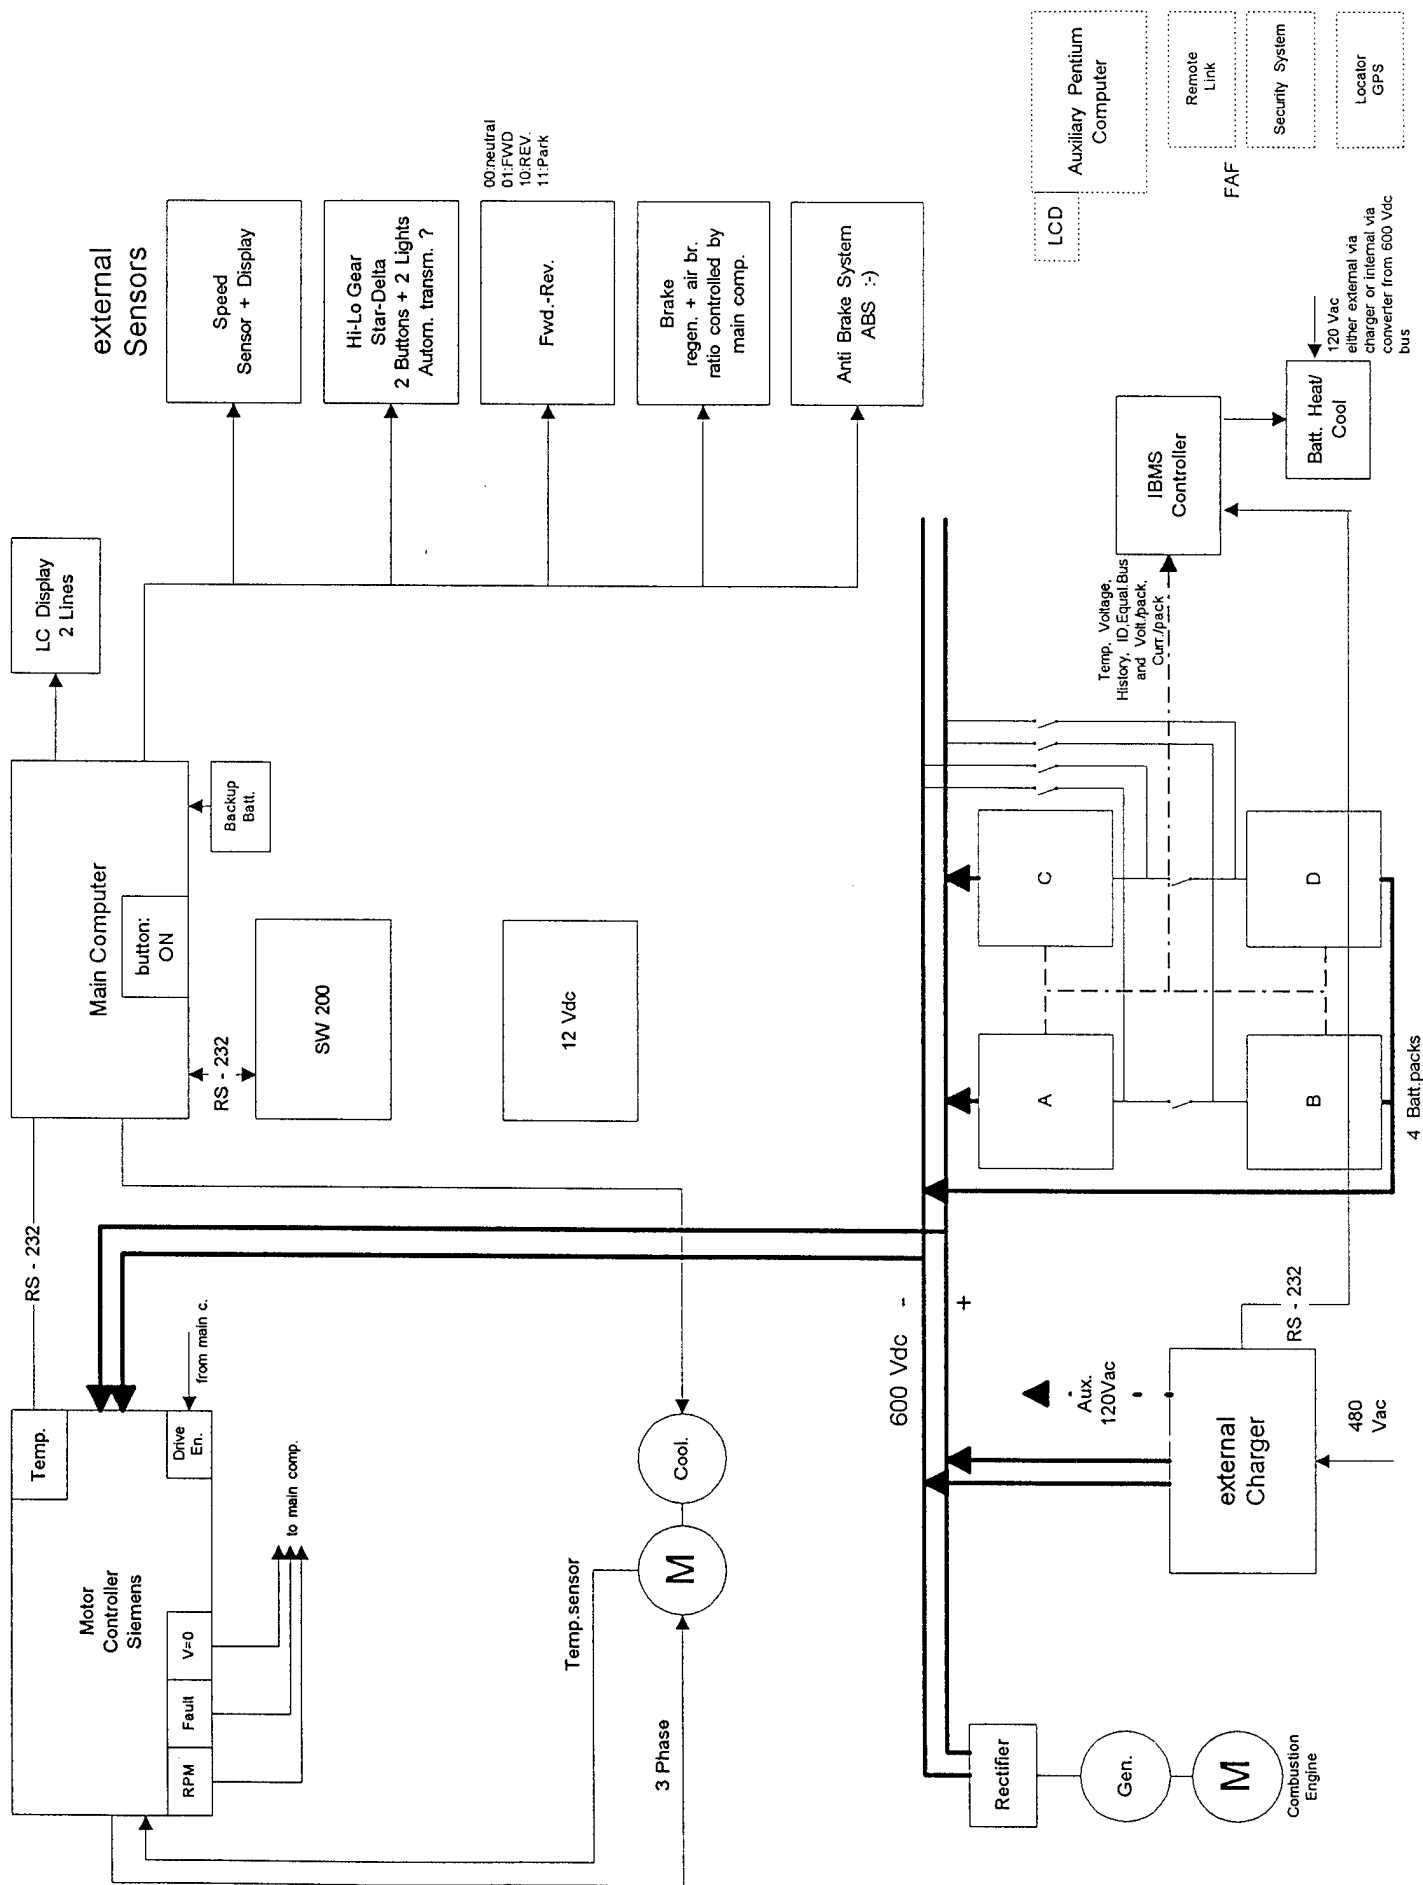 Temp.
Motor
Controller
Siemens
RPM
Fault
V=0
Drive
En.
from main c.
to main comp.
RS - 232
Main Computer
button:
ON
RS - 232
Backup
Batt.
LC Display
2 Lines
SW 200
12 Vdc
external
Sensors
Speed
Sensor + Display
Hi-Lo Gear
Star-Delta
2 Buttons + 2 Lights
Autom. transm. ?
Fwd.-Rev.
00:neutral
01:FWD
10:REV.
11:Park
Brake
regen. + air br.
ratio controlled by
main comp.
Anti Brake System
ABS :-)
Temp.sensor
3 Phase
M
Cool.
600 Vdc
-
+
Rectifier
Gen.
M
Combustion
Engine
Aux.
120Vac
external
Charger
480
Vac
RS - 232
A
C
B
D
4 Batt.packs
Temp, Voltage,
History, ID,Equal.Bus
and Volt./pack,
Curr./pack
IBMS
Controller
Batt. Heat/
Cool
120 Vac
either external via
charger or internal via
converter from 600 Vdc
bus
LCD
Auxiliary Pentium
Computer
Remote
Link
FAF
Security System
Locator
GPS